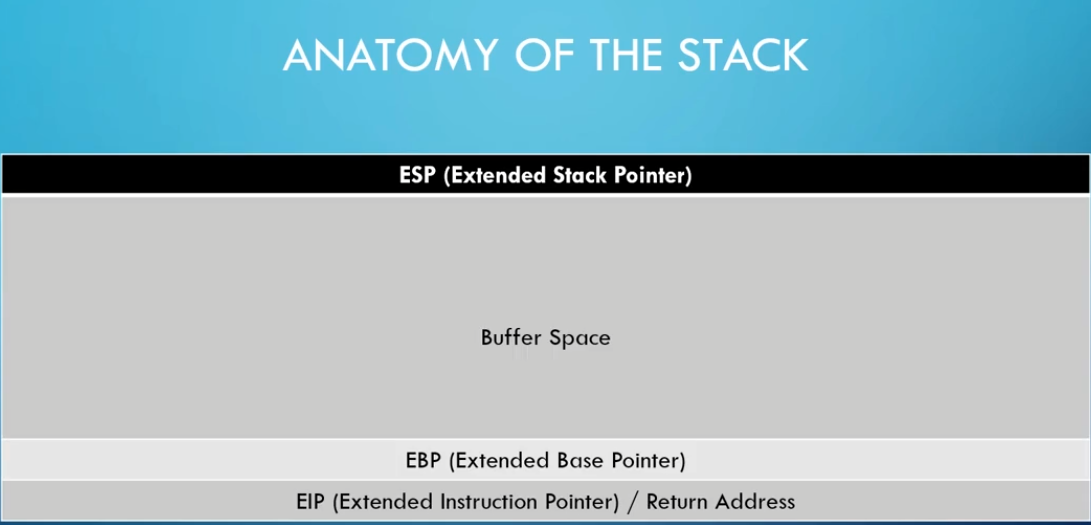 ANATOMY OF THE STACK
ESP (Extended Stack Pointer)
Buffer Space
EBP (Extended Base Pointer)
EIP (Extended Instruction Pointer) / Return Address